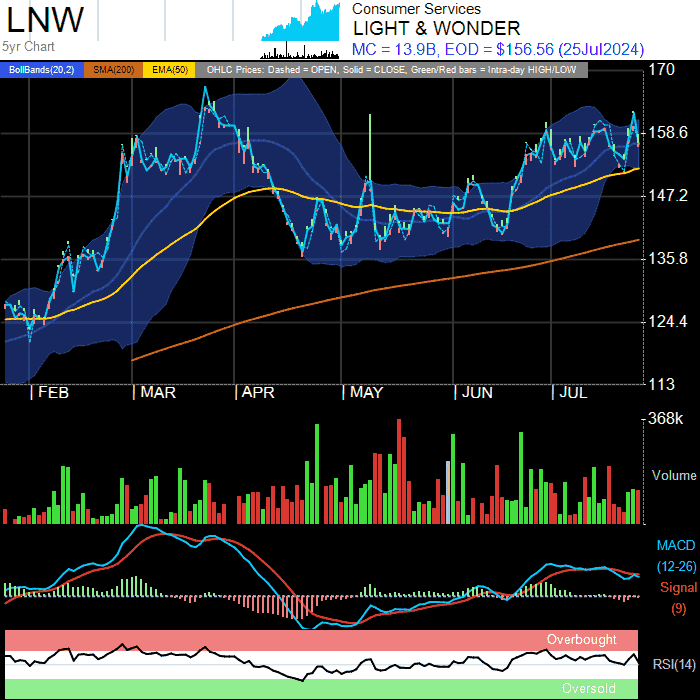 LNW
5yr Chart
Consumer Services
LIGHT & WONDER
MC = 13.9B, EOD = $156.56 (25Jul2024)
BollBands(20,2) SMA(200) EMA(50) OHLC Prices: Dashed = OPEN, Solid = CLOSE, Green/Red bars = Intra-day HIGH/LOW
170
158.6
147.2
135.8
124.4
113
FEB MAR APR MAY JUN JUL
368k
Volume
MACD
(12-26)
Signal
(9)
Overbought
RSI(14)
Oversold